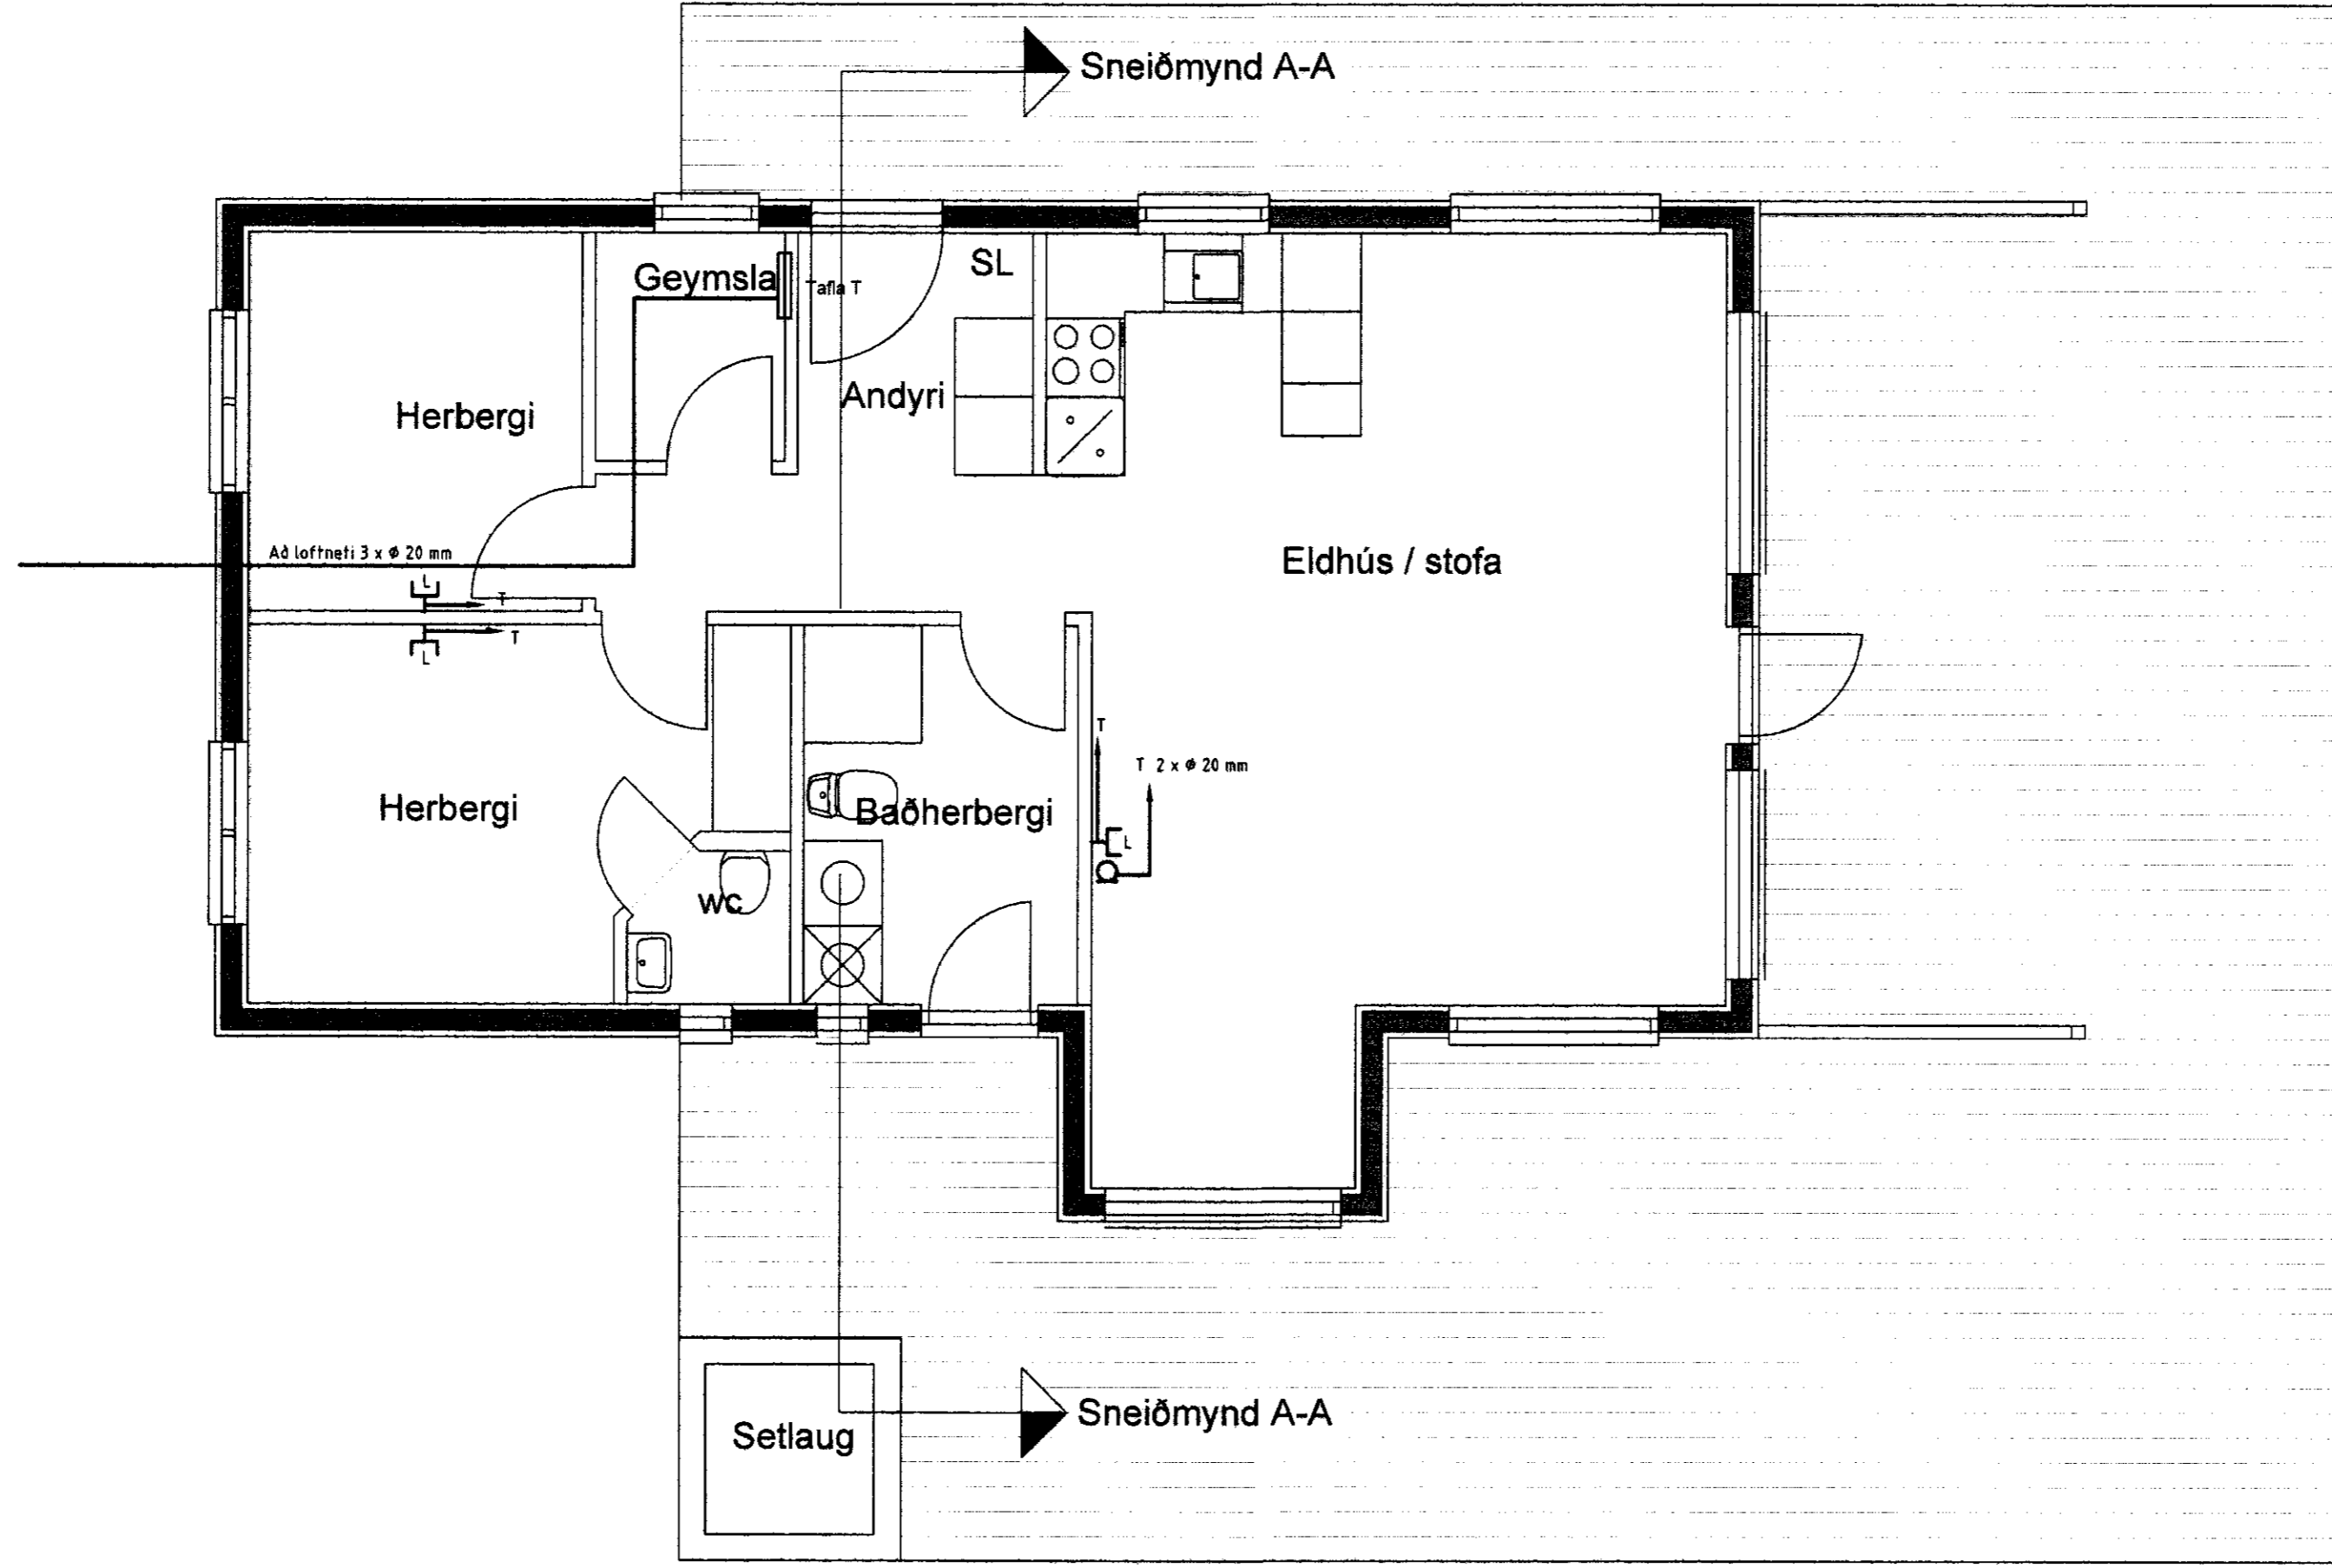 Sneiðmynd A-A
Geymsla
Tafla T
SL
Andyri
Herbergi
Eldhús / stofa
Að loftneti 3 x ø 20 mm
L
T
T
L
T
T 2 x ø 20 mm
Herbergi
Baðherbergi
L
wc
Sneiðmynd A-A
Setlaug